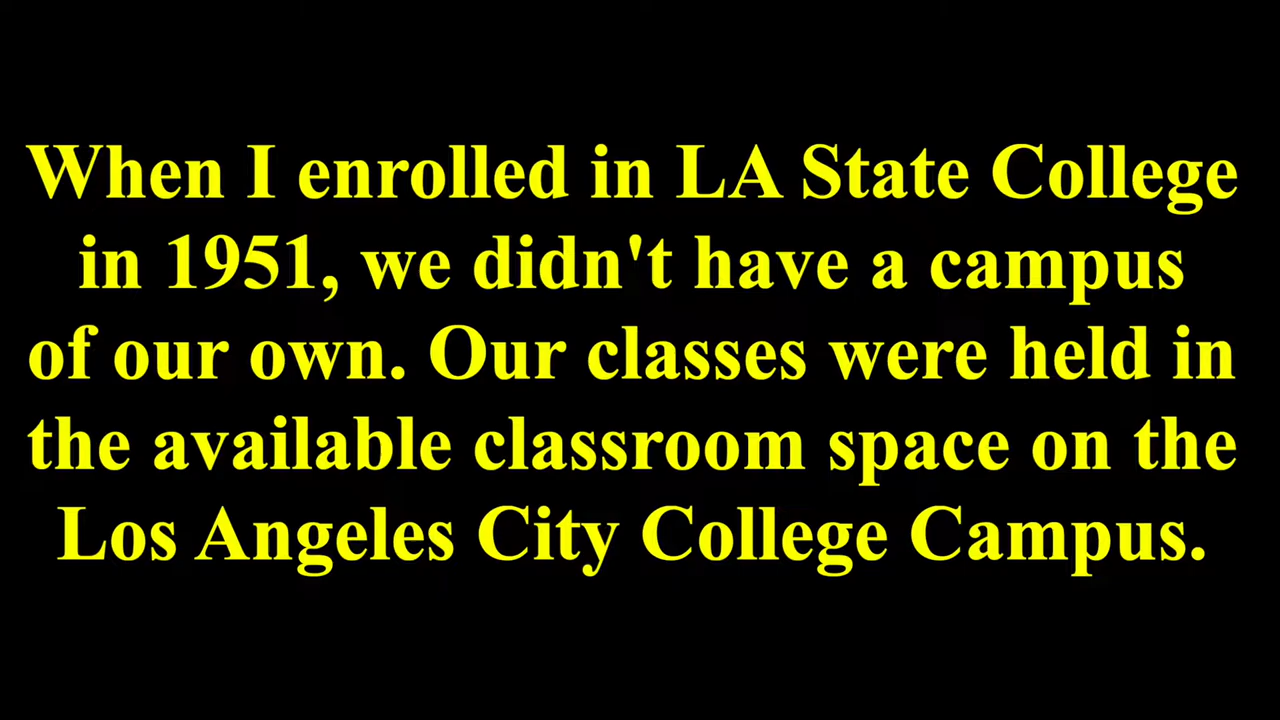 When I enrolled in LA State College
in 1951, we didn't have a campus
of our own. Our classes were held in
the available classroom space on the
Los Angeles City College Campus.